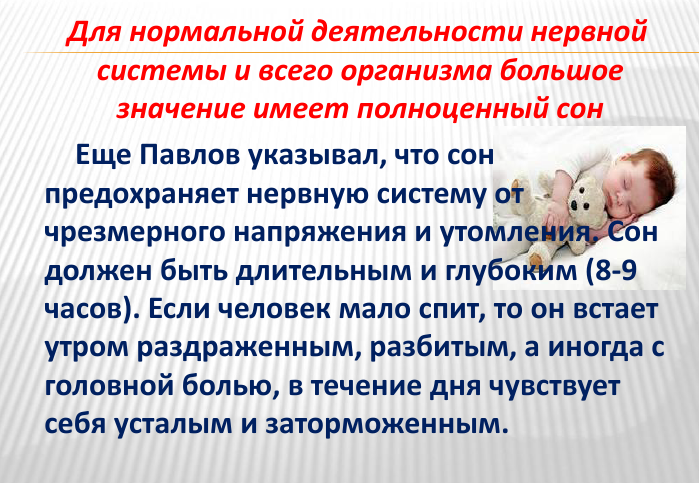 Для нормальной деятельности нервной
системы и всего организма большое
значение имеет полноценный сон
Еще Павлов указывал, что сон
предохраняет нервную систему от
чрезмерного напряжения и утомления. Сон
должен быть длительным и глубоким (8-9
часов). Если человек мало спит, то он встает
утром раздраженным, разбитым, а иногда с
головной болью, в течение дня чувствует
себя усталым и заторможенным.